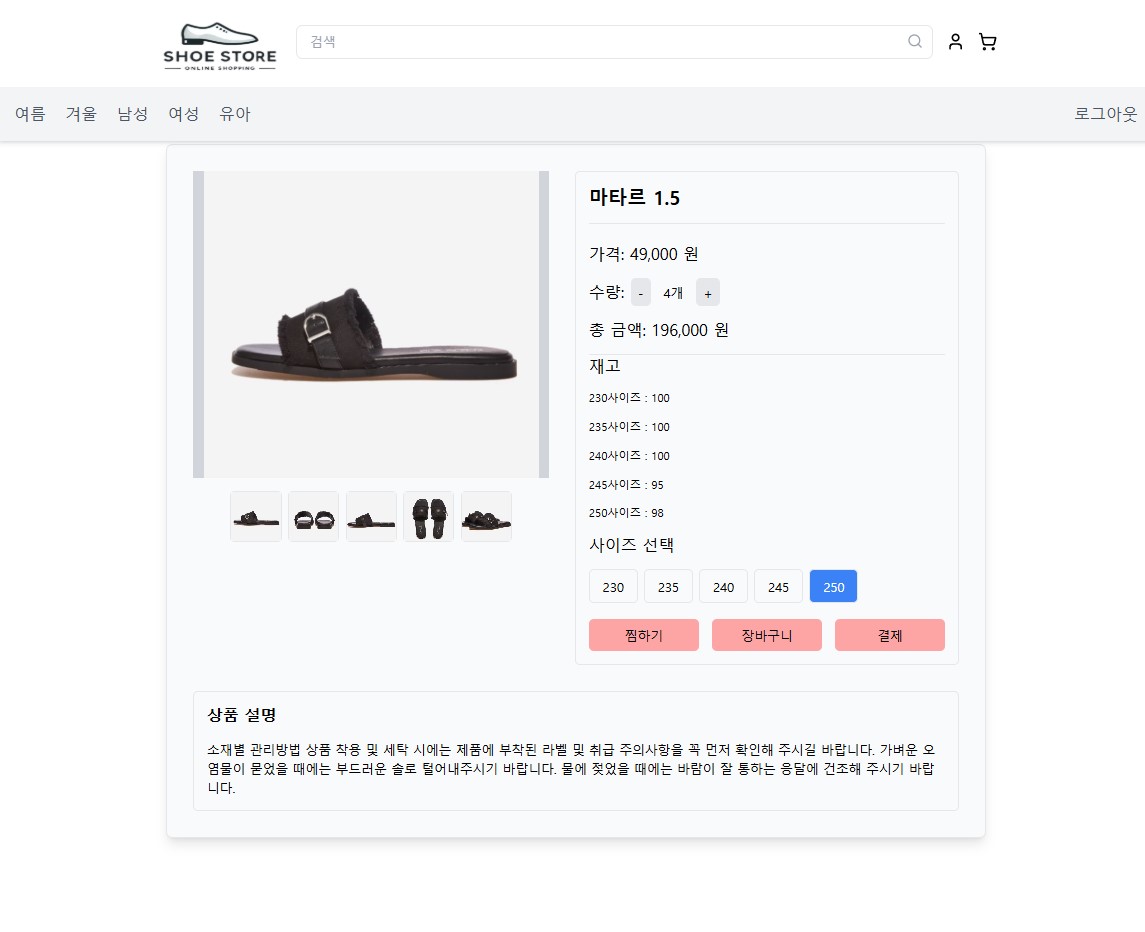 SHOE STORE
ONLINE SHOPPING
검색
여름 겨울 남성 여성 유아 로그아웃
마타르 1.5
가격: 49,000 원
수량: - 4개 +
총 금액: 196,000 원
재고
230사이즈 : 100
235사이즈 : 100
240사이즈 : 100
245사이즈 : 95
250사이즈 : 98
사이즈 선택
230 235 240 245 250
찜하기 장바구니 결제
상품 설명
소재별 관리방법 상품 착용 및 세탁 시에는 제품에 부착된 라벨 및 취급 주의사항을 꼭 먼저 확인해 주시길 바랍니다. 가벼운 오
염물이 묻었을 때에는 부드러운 솔로 털어내주시기 바랍니다. 물에 젖었을 때에는 바람이 잘 통하는 응달에 건조해 주시기 바랍
니다.